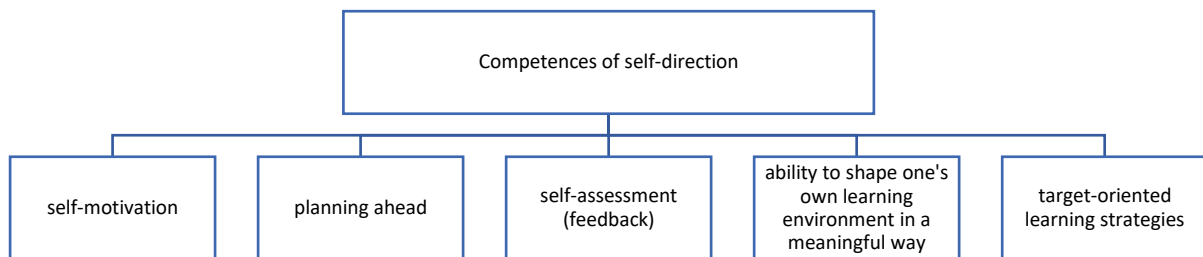 Competences of self-direction
self-motivation
planning ahead
self-assessment
(feedback)
ability to shape one's
own learning
environment in a
meaningful way
target-oriented
learning strategies